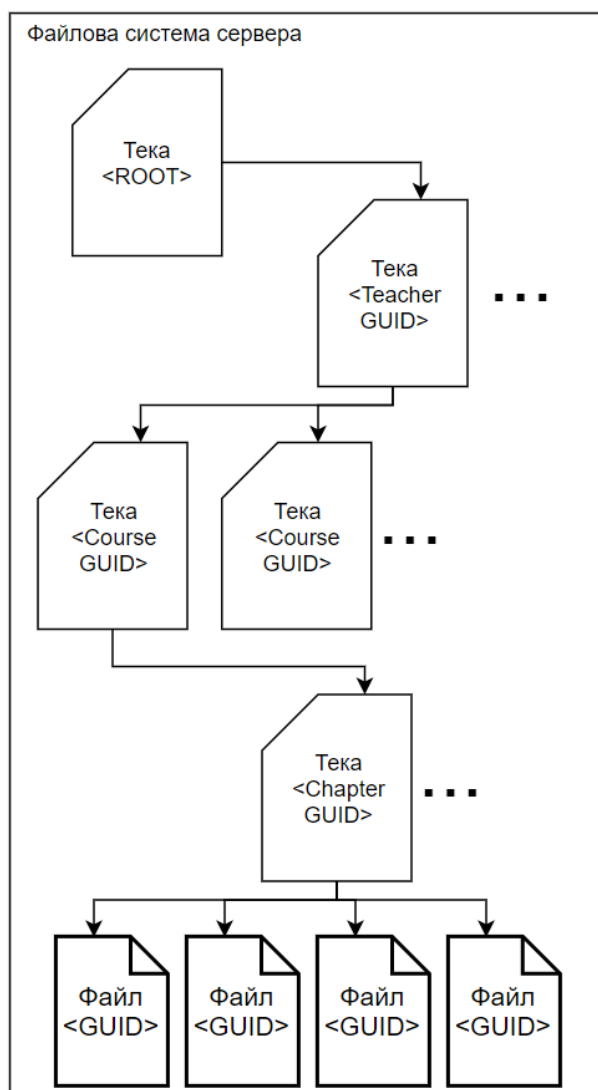 Файлова система сервера
Тека
<ROOT>
Тека
<Teacher
GUID>
...
Тека
<Course
GUID>
Тека
<Course
GUID>
...
Тека
<Chapter
GUID>
...
Файл
<GUID>
Файл
<GUID>
Файл
<GUID>
Файл
<GUID>